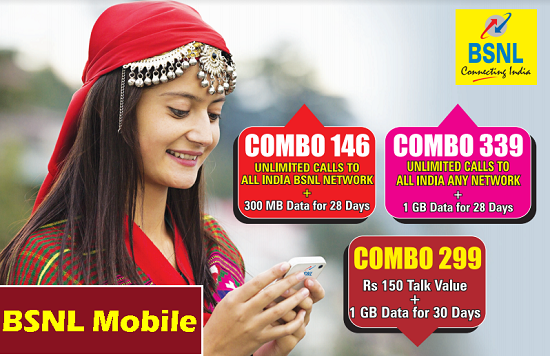 BSNL
Connecting India
COMBO 146
UNLIMITED CALLS TO
ALL INDIA BSNL NETWORK
+
300 MB Data for 28 Days
COMBO 339
UNLIMITED CALLS TO
ALL INDIA ANY NETWORK
+
1 GB Data for 28 Days
COMBO 299
Rs 150 Talk Value
+
1 GB Data for 30 Days
BSNL Mobile